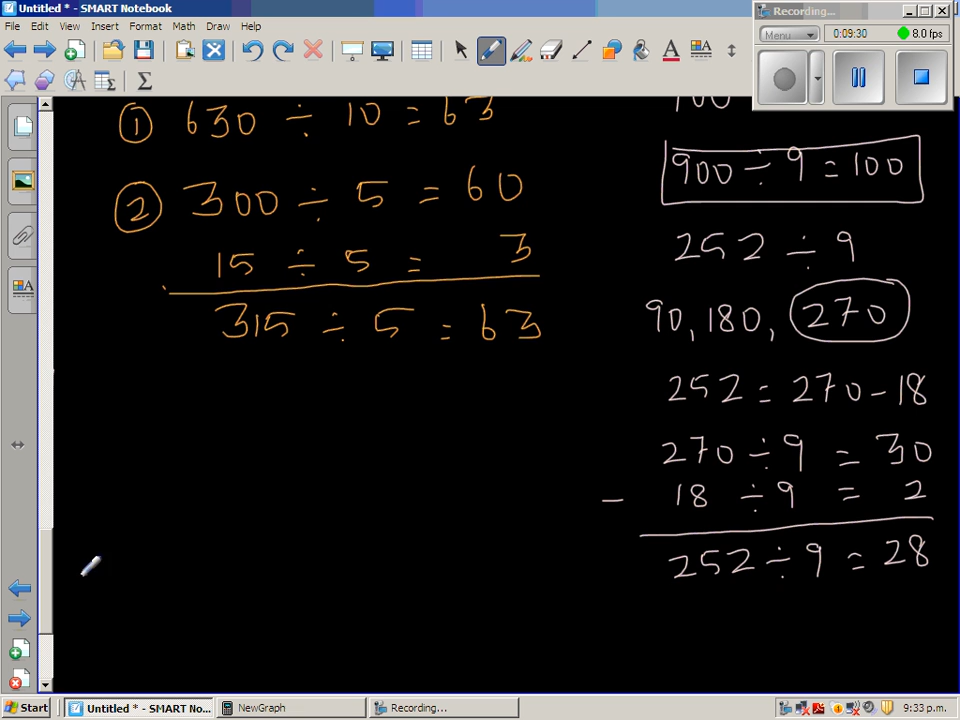 Untitled * - SMART Notebook
File Edit View Insert Format Math Draw Help
Recording...
Menu 0:09:30 8.0 fps
① 630 ÷ 10 = 63
② 300 ÷ 5 = 60
15 ÷ 5 = 3
315 ÷ 5 = 63
100
900 ÷ 9 = 100
252 ÷ 9
90, 180, 270
252 = 270 - 18
270 ÷ 9 = 30
- 18 ÷ 9 = 2
252 ÷ 9 = 28
Start Untitled * - SMART No... NewGraph Recording... 9:33 p.m.